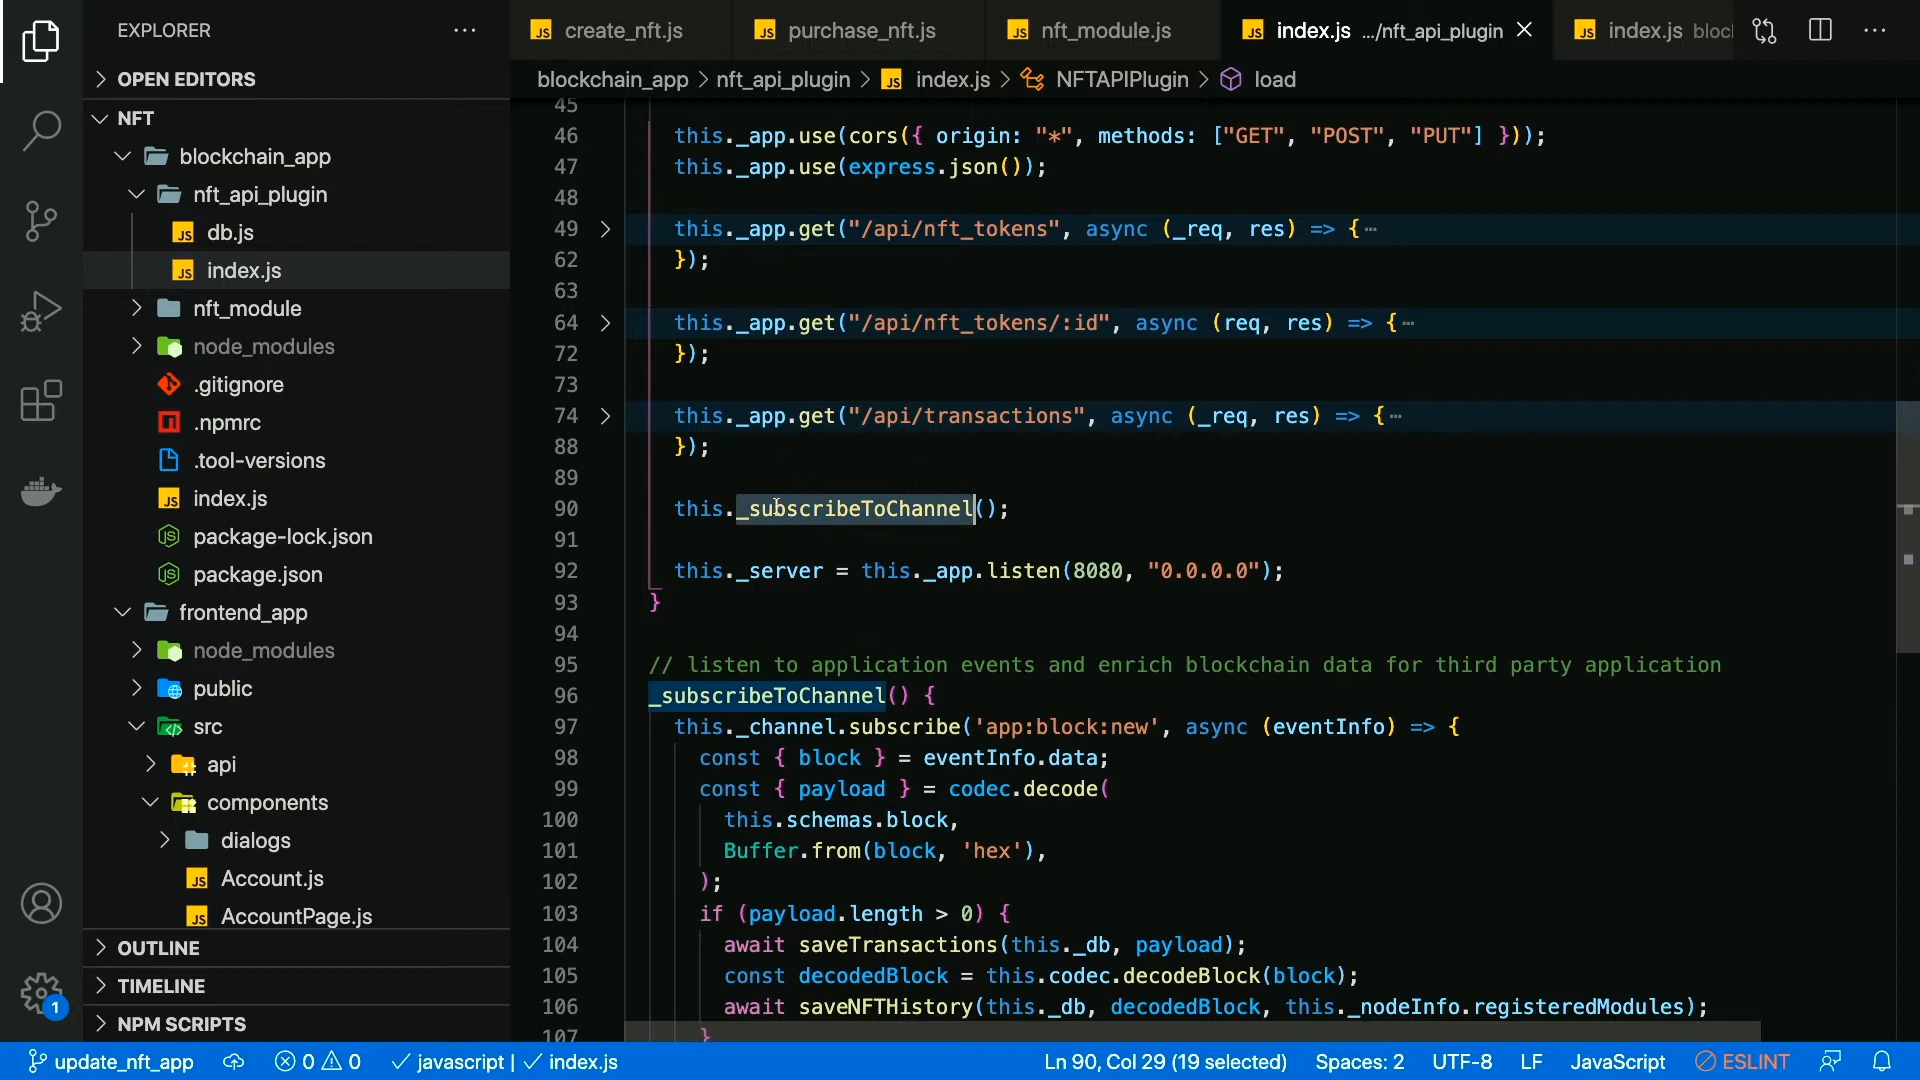 EXPLORER
OPEN EDITORS
NFT
blockchain_app
nft_api_plugin
db.js
index.js
nft_module
node_modules
.gitignore
.npmrc
.tool-versions
index.js
package-lock.json
package.json
frontend_app
node_modules
public
src
api
components
dialogs
Account.js
AccountPage.js
OUTLINE
TIMELINE
NPM SCRIPTS
1
create_nft.js purchase_nft.js nft_module.js index.js .../nft_api_plugin index.js bloc
blockchain_app > nft_api_plugin > index.js > NFTAPIPlugin > load
45
46 this._app.use(cors({ origin: "*", methods: ["GET", "POST", "PUT"] }));
47 this._app.use(express.json());
48
49 this._app.get("/api/nft_tokens", async (_req, res) => {…
62 });
63
64 this._app.get("/api/nft_tokens/:id", async (req, res) => {…
72 });
73
74 this._app.get("/api/transactions", async (_req, res) => {…
88 });
89
90 this._subscribeToChannel();
91
92 this._server = this._app.listen(8080, "0.0.0.0");
93 }
94
95 // listen to application events and enrich blockchain data for third party application
96 _subscribeToChannel() {
97 this._channel.subscribe('app:block:new', async (eventInfo) => {
98 const { block } = eventInfo.data;
99 const { payload } = codec.decode(
100 this.schemas.block,
101 Buffer.from(block, 'hex'),
102 );
103 if (payload.length > 0) {
104 await saveTransactions(this._db, payload);
105 const decodedBlock = this.codec.decodeBlock(block);
106 await saveNFTHistory(this._db, decodedBlock, this._nodeInfo.registeredModules);
107 }
update_nft_app 0 0 javascript | index.js Ln 90, Col 29 (19 selected) Spaces: 2 UTF-8 LF JavaScript ESLINT